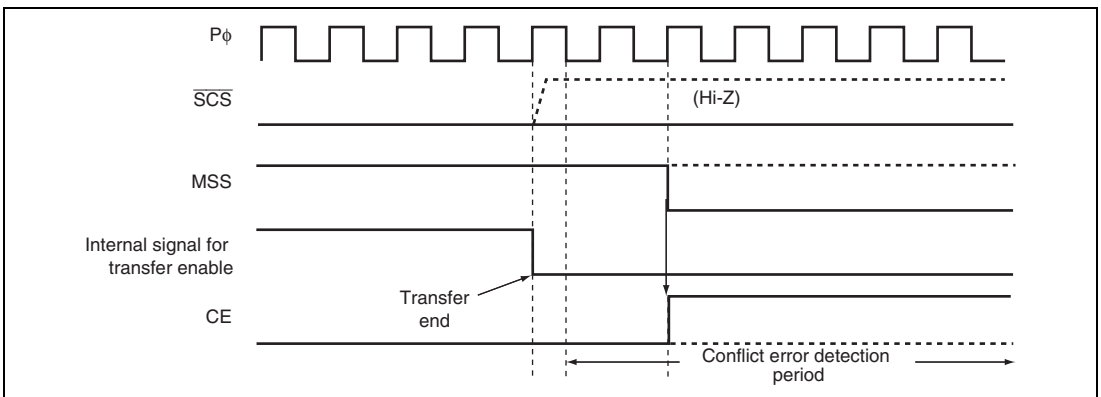 Pϕ
SCS
(Hi-Z)
MSS
Internal signal for
transfer enable
Transfer
end
CE
Conflict error detection
period